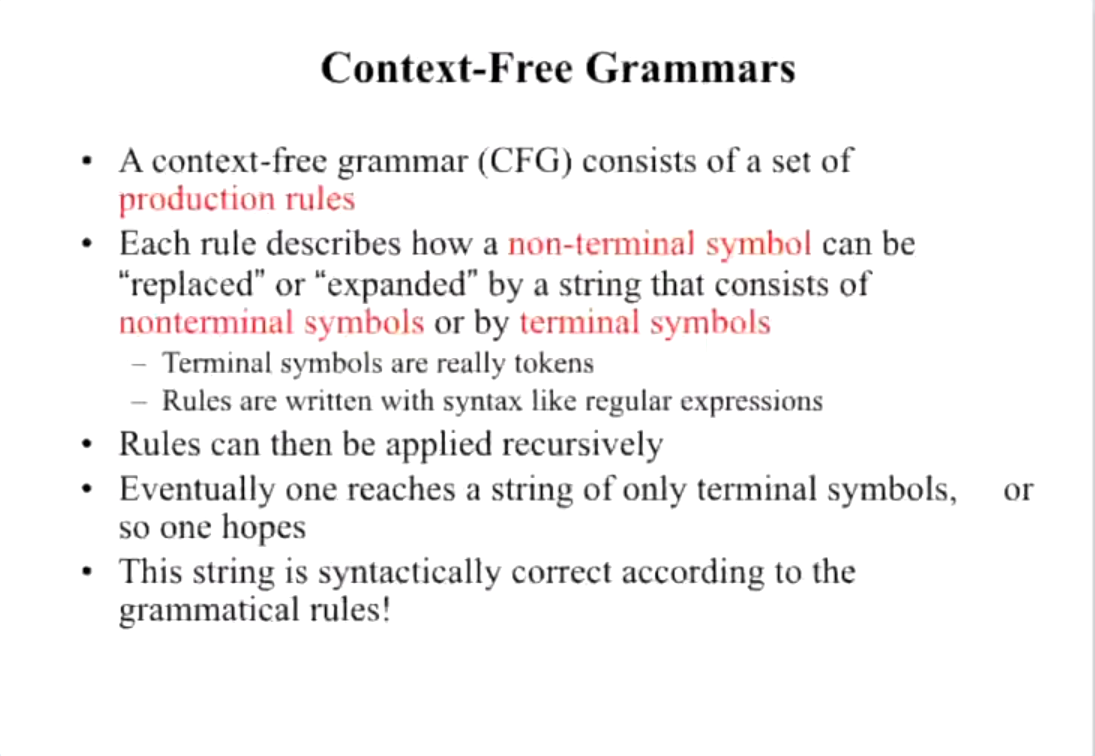 Context-Free Grammars
• A context-free grammar (CFG) consists of a set of
production rules
• Each rule describes how a non-terminal symbol can be
“replaced” or “expanded” by a string that consists of
nonterminal symbols or by terminal symbols
– Terminal symbols are really tokens
– Rules are written with syntax like regular expressions
• Rules can then be applied recursively
• Eventually one reaches a string of only terminal symbols, or
so one hopes
• This string is syntactically correct according to the
grammatical rules!